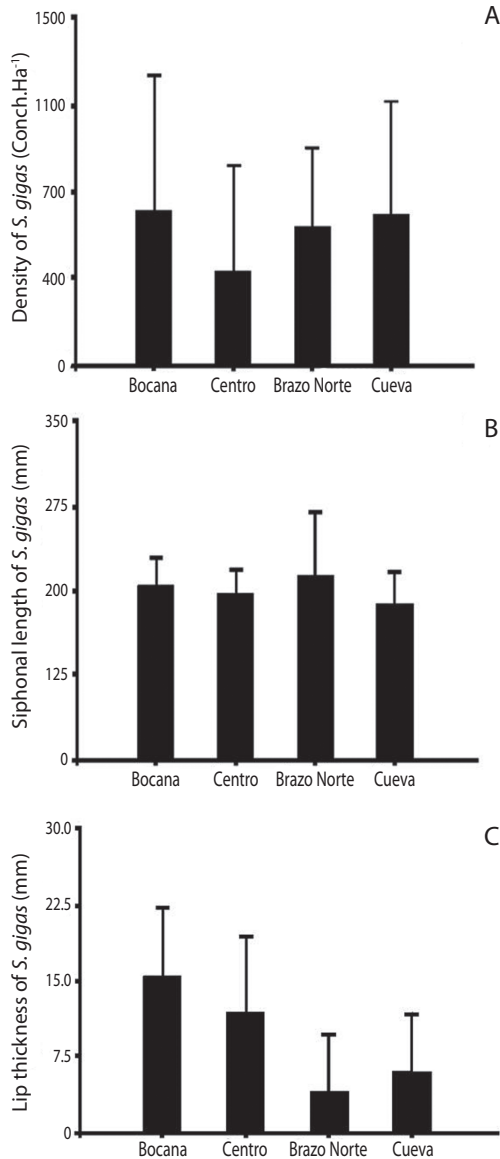 A
Density of S. gigas (Conch.Ha-1)
1500
1100
700
400
0
Bocana Centro Brazo Norte Cueva
B
Siphonal length of S. gigas (mm)
350
275
200
125
0
Bocana Centro Brazo Norte Cueva
C
Lip thickness of S. gigas (mm)
30.0
22.5
15.0
7.5
0
Bocana Centro Brazo Norte Cueva